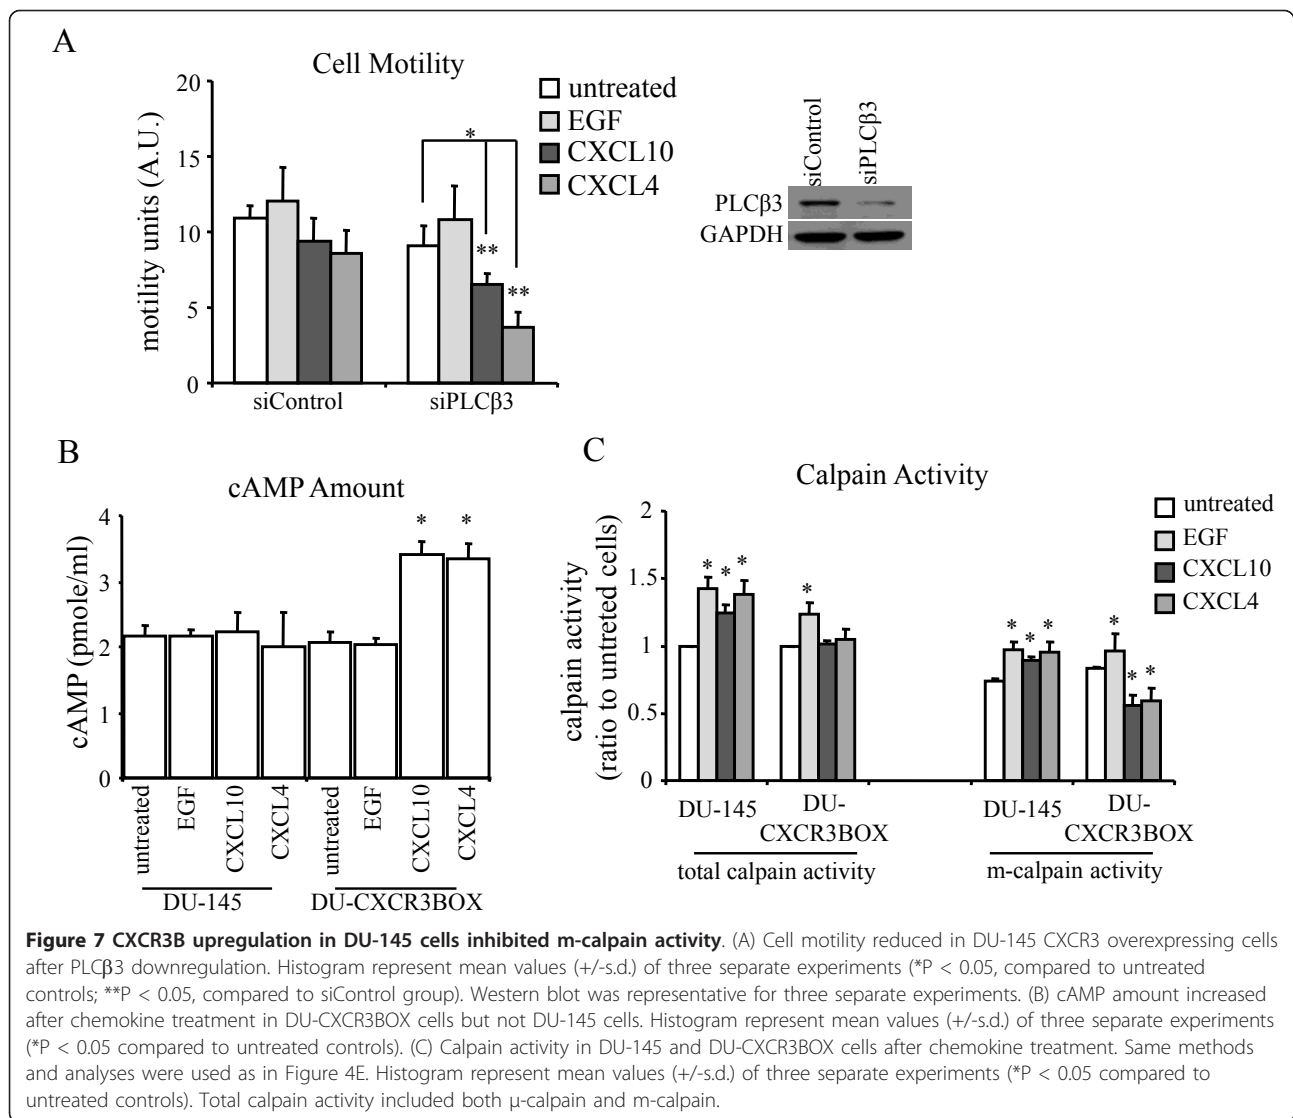 A
Cell Motility
untreated
EGF
CXCL10
CXCL4
motility units (A.U.)
20
15
10
5
0
*
**
**
siControl
siPLCβ3
siControl
siPLCβ3
PLCβ3
GAPDH
B
cAMP Amount
cAMP (pmole/ml)
4
3
2
1
0
*
*
untreated
EGF
CXCL10
CXCL4
untreated
EGF
CXCL10
CXCL4
DU-145
DU-CXCR3BOX
C
Calpain Activity
untreated
EGF
CXCL10
CXCL4
calpain activity
(ratio to untreted cells)
2
1.5
1
0.5
0
* * *
*
* * *
*
* *
DU-145
DU-
CXCR3BOX
DU-145
DU-
CXCR3BOX
total calpain activity
m-calpain activity
Figure 7 CXCR3B upregulation in DU-145 cells inhibited m-calpain activity. (A) Cell motility reduced in DU-145 CXCR3 overexpressing cells
after PLCβ3 downregulation. Histogram represent mean values (+/-s.d.) of three separate experiments (*P < 0.05, compared to untreated
controls; **P < 0.05, compared to siControl group). Western blot was representative for three separate experiments. (B) cAMP amount increased
after chemokine treatment in DU-CXCR3BOX cells but not DU-145 cells. Histogram represent mean values (+/-s.d.) of three separate experiments
(*P < 0.05 compared to untreated controls). (C) Calpain activity in DU-145 and DU-CXCR3BOX cells after chemokine treatment. Same methods
and analyses were used as in Figure 4E. Histogram represent mean values (+/-s.d.) of three separate experiments (*P < 0.05 compared to
untreated controls). Total calpain activity included both μ-calpain and m-calpain.